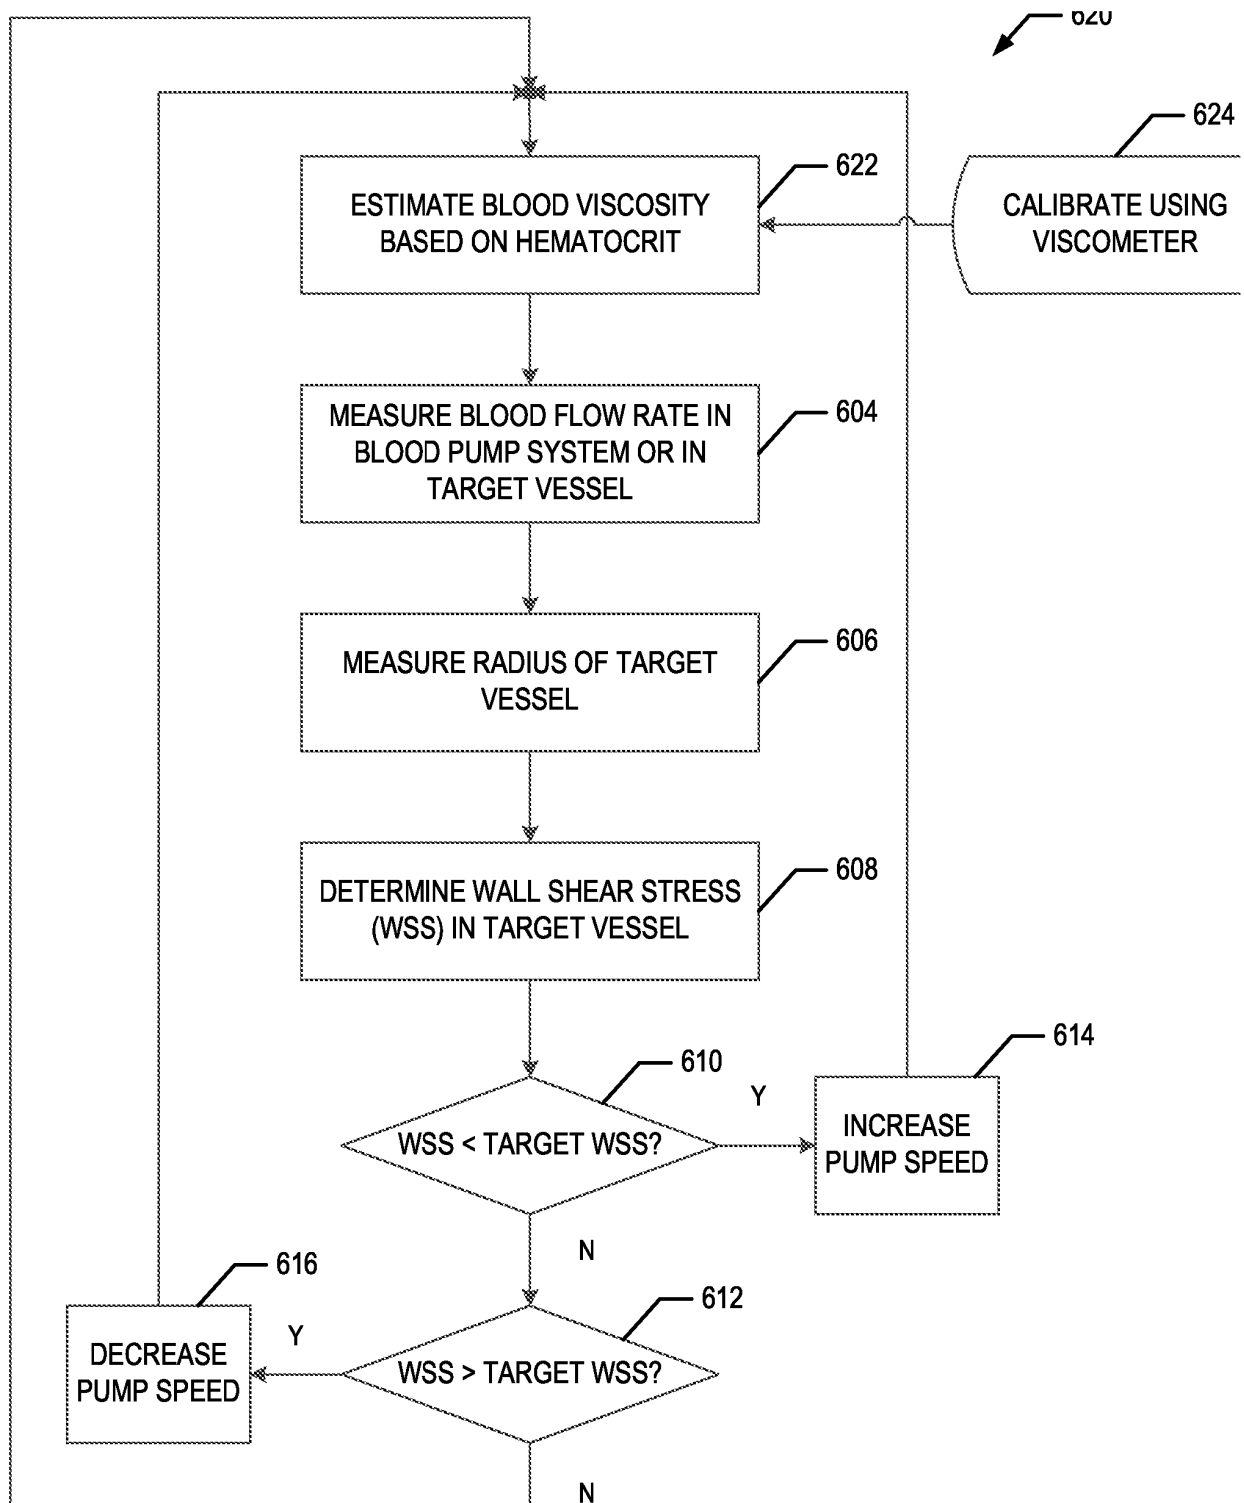 620
624
622
ESTIMATE BLOOD VISCOSITY
BASED ON HEMATOCRIT
CALIBRATE USING
VISCOMETER
604
MEASURE BLOOD FLOW RATE IN
BLOOD PUMP SYSTEM OR IN
TARGET VESSEL
606
MEASURE RADIUS OF TARGET
VESSEL
608
DETERMINE WALL SHEAR STRESS
(WSS) IN TARGET VESSEL
614
610
Y
WSS < TARGET WSS?
INCREASE
PUMP SPEED
N
616
612
Y
DECREASE
PUMP SPEED
WSS > TARGET WSS?
N